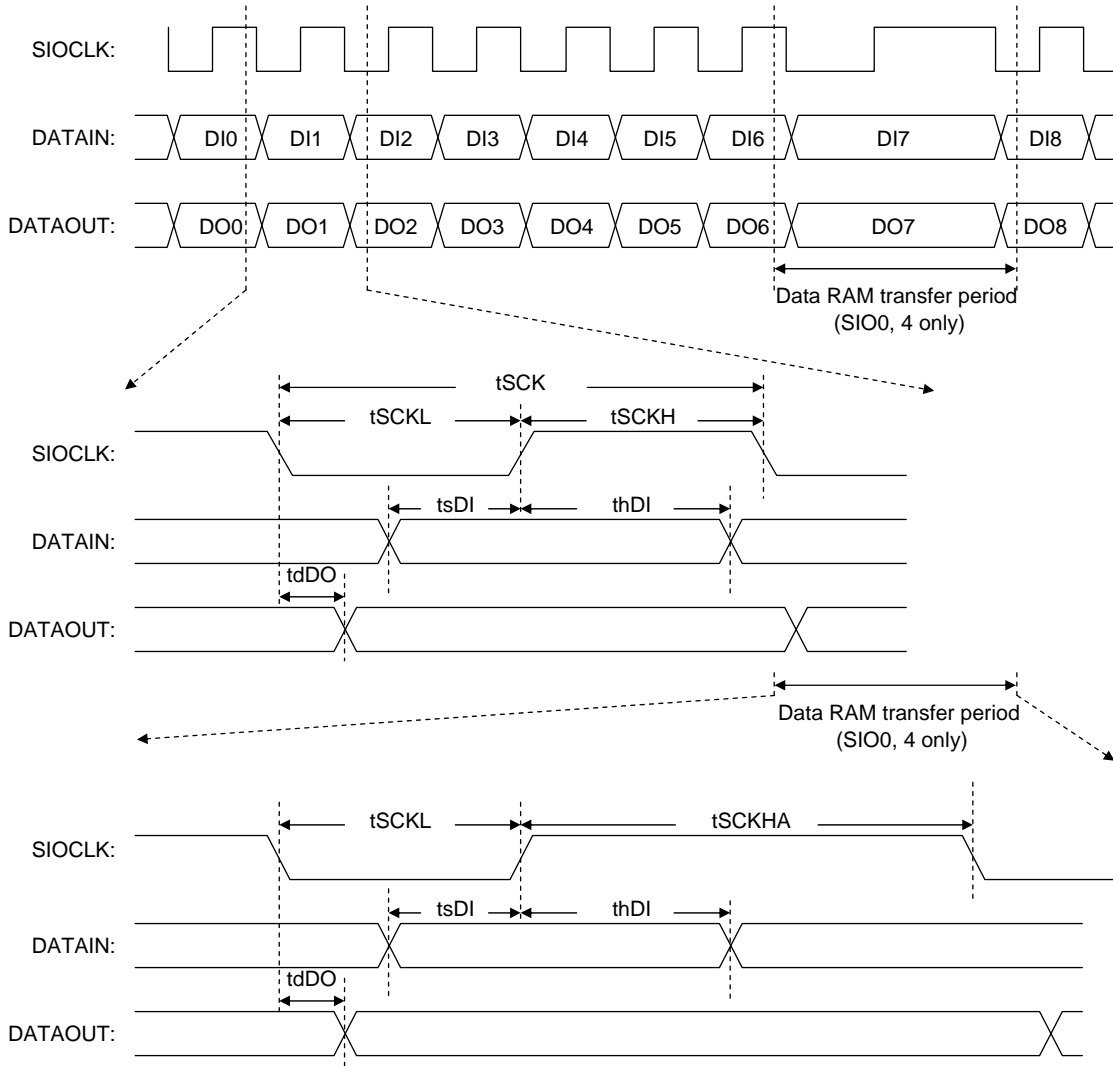 SIOCLK:
DATAIN: DI0 DI1 DI2 DI3 DI4 DI5 DI6 DI7 DI8
DATAOUT: DO0 DO1 DO2 DO3 DO4 DO5 DO6 DO7 DO8
Data RAM transfer period
(SIO0, 4 only)
tSCK
tSCKL tSCKH
SIOCLK:
tsDI thDI
DATAIN:
tdDO
DATAOUT:
Data RAM transfer period
(SIO0, 4 only)
tSCKL tSCKHA
SIOCLK:
tsDI thDI
DATAIN:
tdDO
DATAOUT: